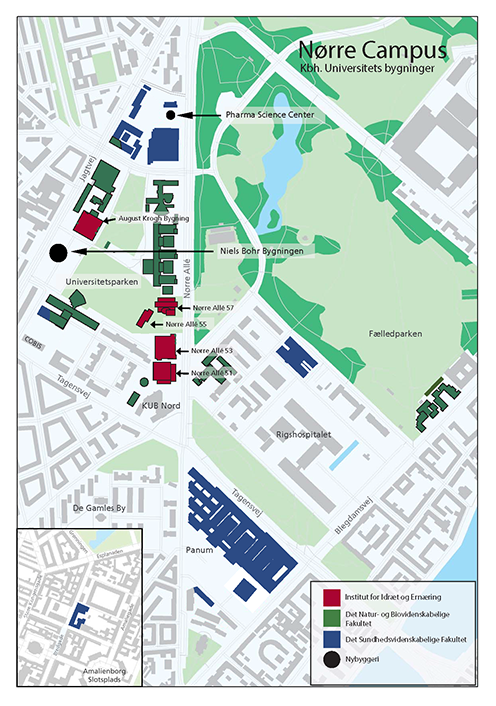 Nørre Campus
Kbh. Universitets bygninger
Pharma Science Center
Jagtvej
August Krogh Bygning
Niels Bohr Bygningen
Nørre Allé
Universitetsparken
Nørre Allé 57
Nørre Allé 55
Fælledparken
COBIS
Nørre Allé 53
Nørre Allé 51
Tagensvej
KUB Nord
Rigshospitalet
Tagensvej
Blegdamsvej
De Gamles By
Panum
Esplanaden
Amalienborg
Slotsplads
Institut for Idræt og Ernæring
Det Natur- og Biovidenskabelige
Fakultet
Det Sundhedsvidenskabelige Fakultet
Nybyggeri